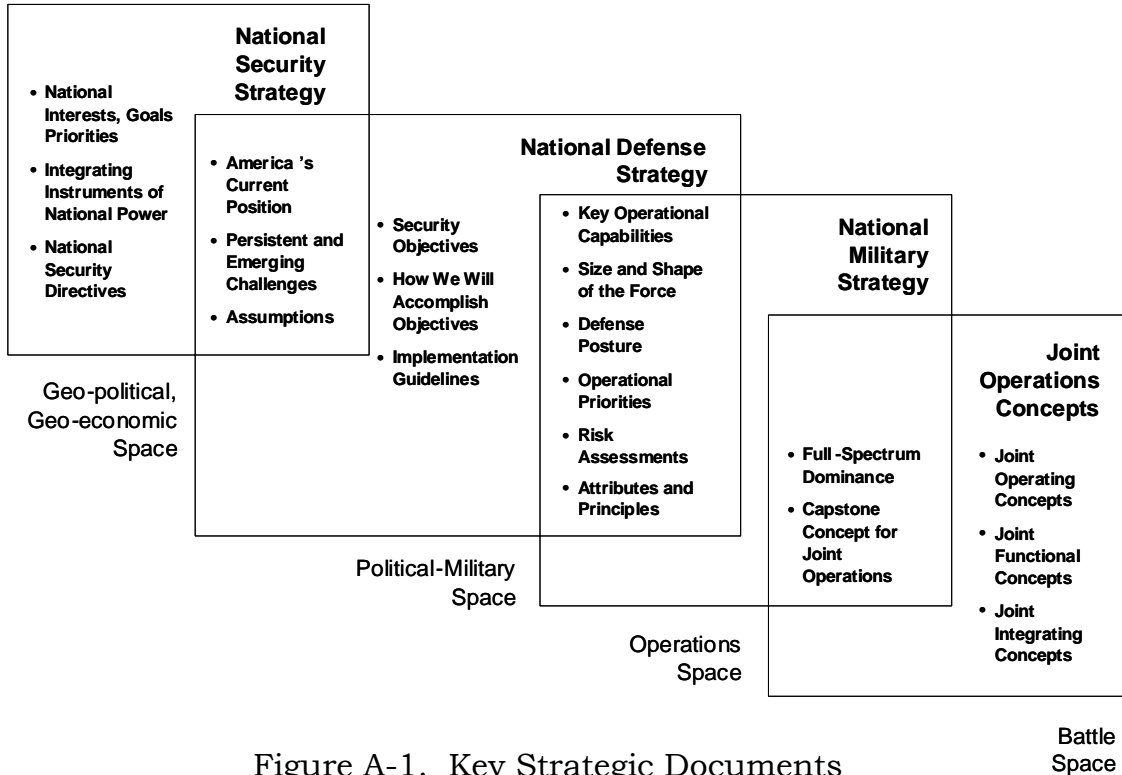 National
Security
Strategy
• National
Interests, Goals
Priorities
• Integrating
Instruments of
National Power
• National
Security
Directives
Geo-political,
Geo-economic
Space
• America ’s
Current
Position
• Persistent and
Emerging
Challenges
• Assumptions
National Defense
Strategy
• Security
Objectives
• How We Will
Accomplish
Objectives
• Implementation
Guidelines
Political-Military
Space
• Key Operational
Capabilities
• Size and Shape
of the Force
• Defense
Posture
• Operational
Priorities
• Risk
Assessments
• Attributes and
Principles
National
Military
Strategy
Operations
Space
• Full -Spectrum
Dominance
• Capstone
Concept for
Joint
Operations
Joint
Operations
Concepts
• Joint
Operating
Concepts
• Joint
Functional
Concepts
• Joint
Integrating
Concepts
Battle
Space
Figure A-1. Key Strategic Documents